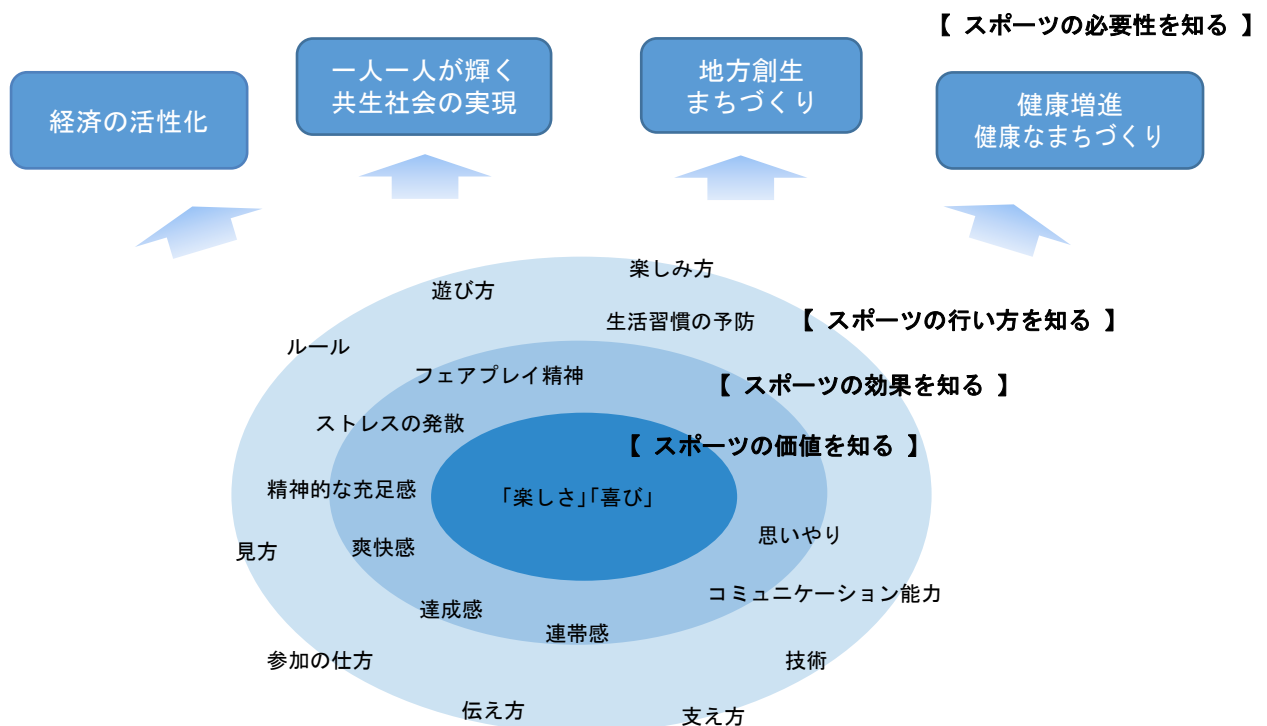 【 スポーツの必要性を知る 】
一人一人が輝く
共生社会の実現
地方創生
まちづくり
経済の活性化
健康増進
健康なまちづくり
楽しみ方
遊び方
生活習慣の予防
【 スポーツの行い方を知る 】
ルール
フェアプレイ精神
【 スポーツの効果を知る 】
ストレスの発散
【 スポーツの価値を知る 】
精神的な充足感
「楽しさ」「喜び」
思いやり
見方
爽快感
コミュニケーション能力
達成感
連帯感
参加の仕方
技術
伝え方
支え方